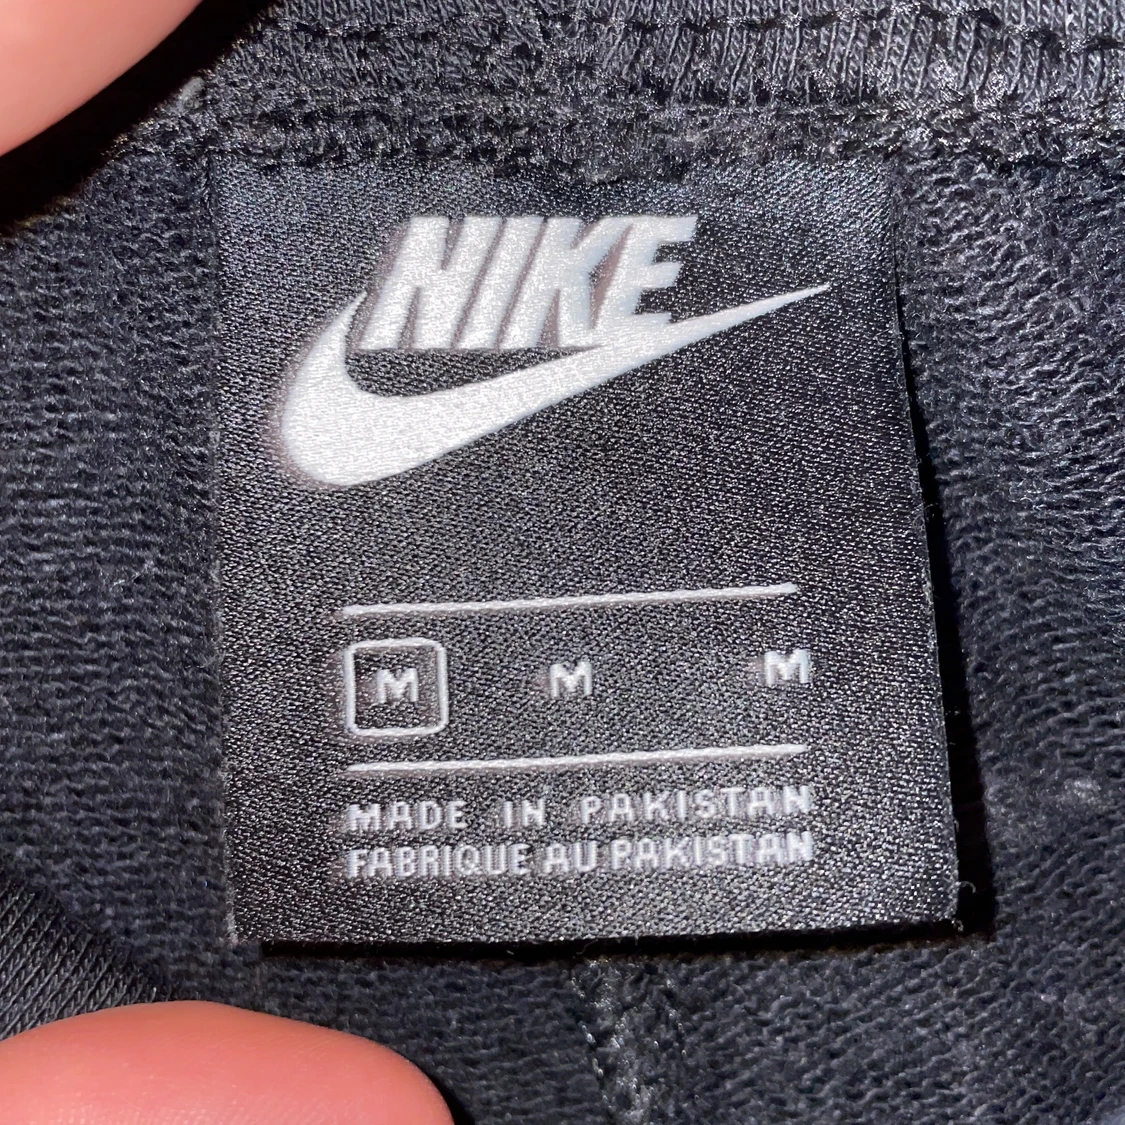 NIKE
M M M
MADE IN PAKISTAN
FABRIQUE AU PAKISTAN